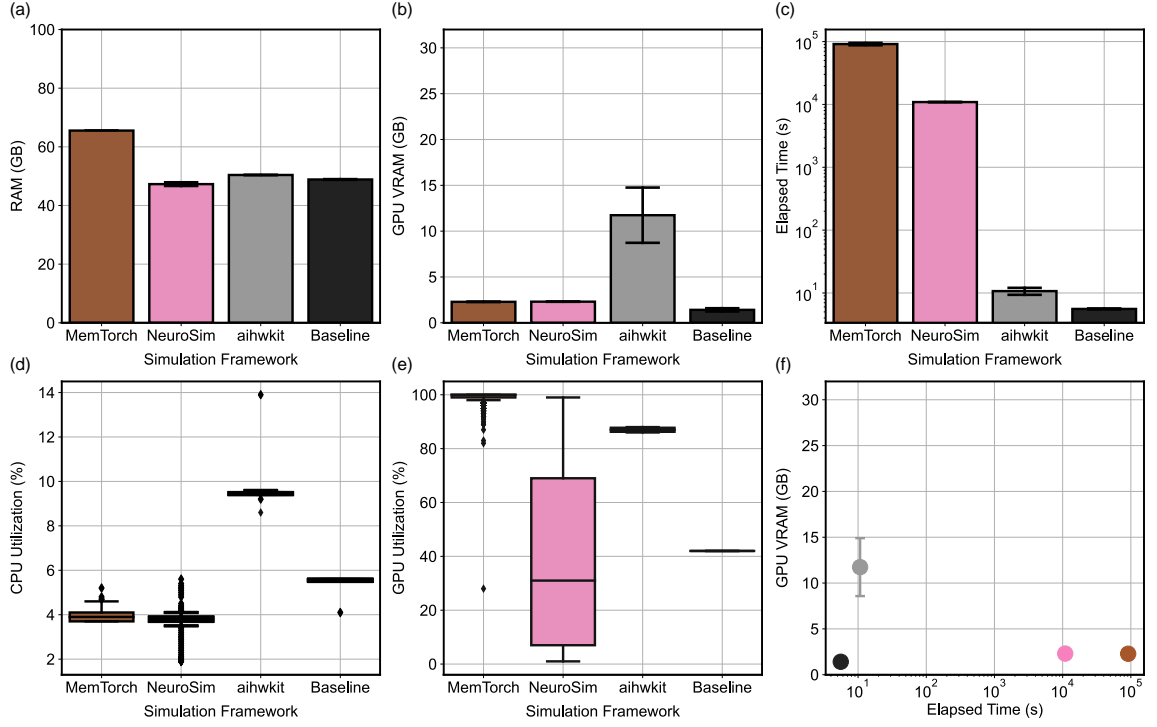 (a)
100
80
60
40
20
0
RAM (GB)
MemTorch NeuroSim aihwkit Baseline
Simulation Framework
(b)
30
25
20
15
10
5
0
GPU VRAM (GB)
MemTorch NeuroSim aihwkit Baseline
Simulation Framework
(c)
10^5
10^4
10^3
10^2
10^1
Elapsed Time (s)
MemTorch NeuroSim aihwkit Baseline
Simulation Framework
(d)
14
12
10
8
6
4
2
CPU Utilization (%)
MemTorch NeuroSim aihwkit Baseline
Simulation Framework
(e)
100
80
60
40
20
0
GPU Utilization (%)
MemTorch NeuroSim aihwkit Baseline
Simulation Framework
(f)
30
25
20
15
10
5
0
GPU VRAM (GB)
10^1 10^2 10^3 10^4 10^5
Elapsed Time (s)